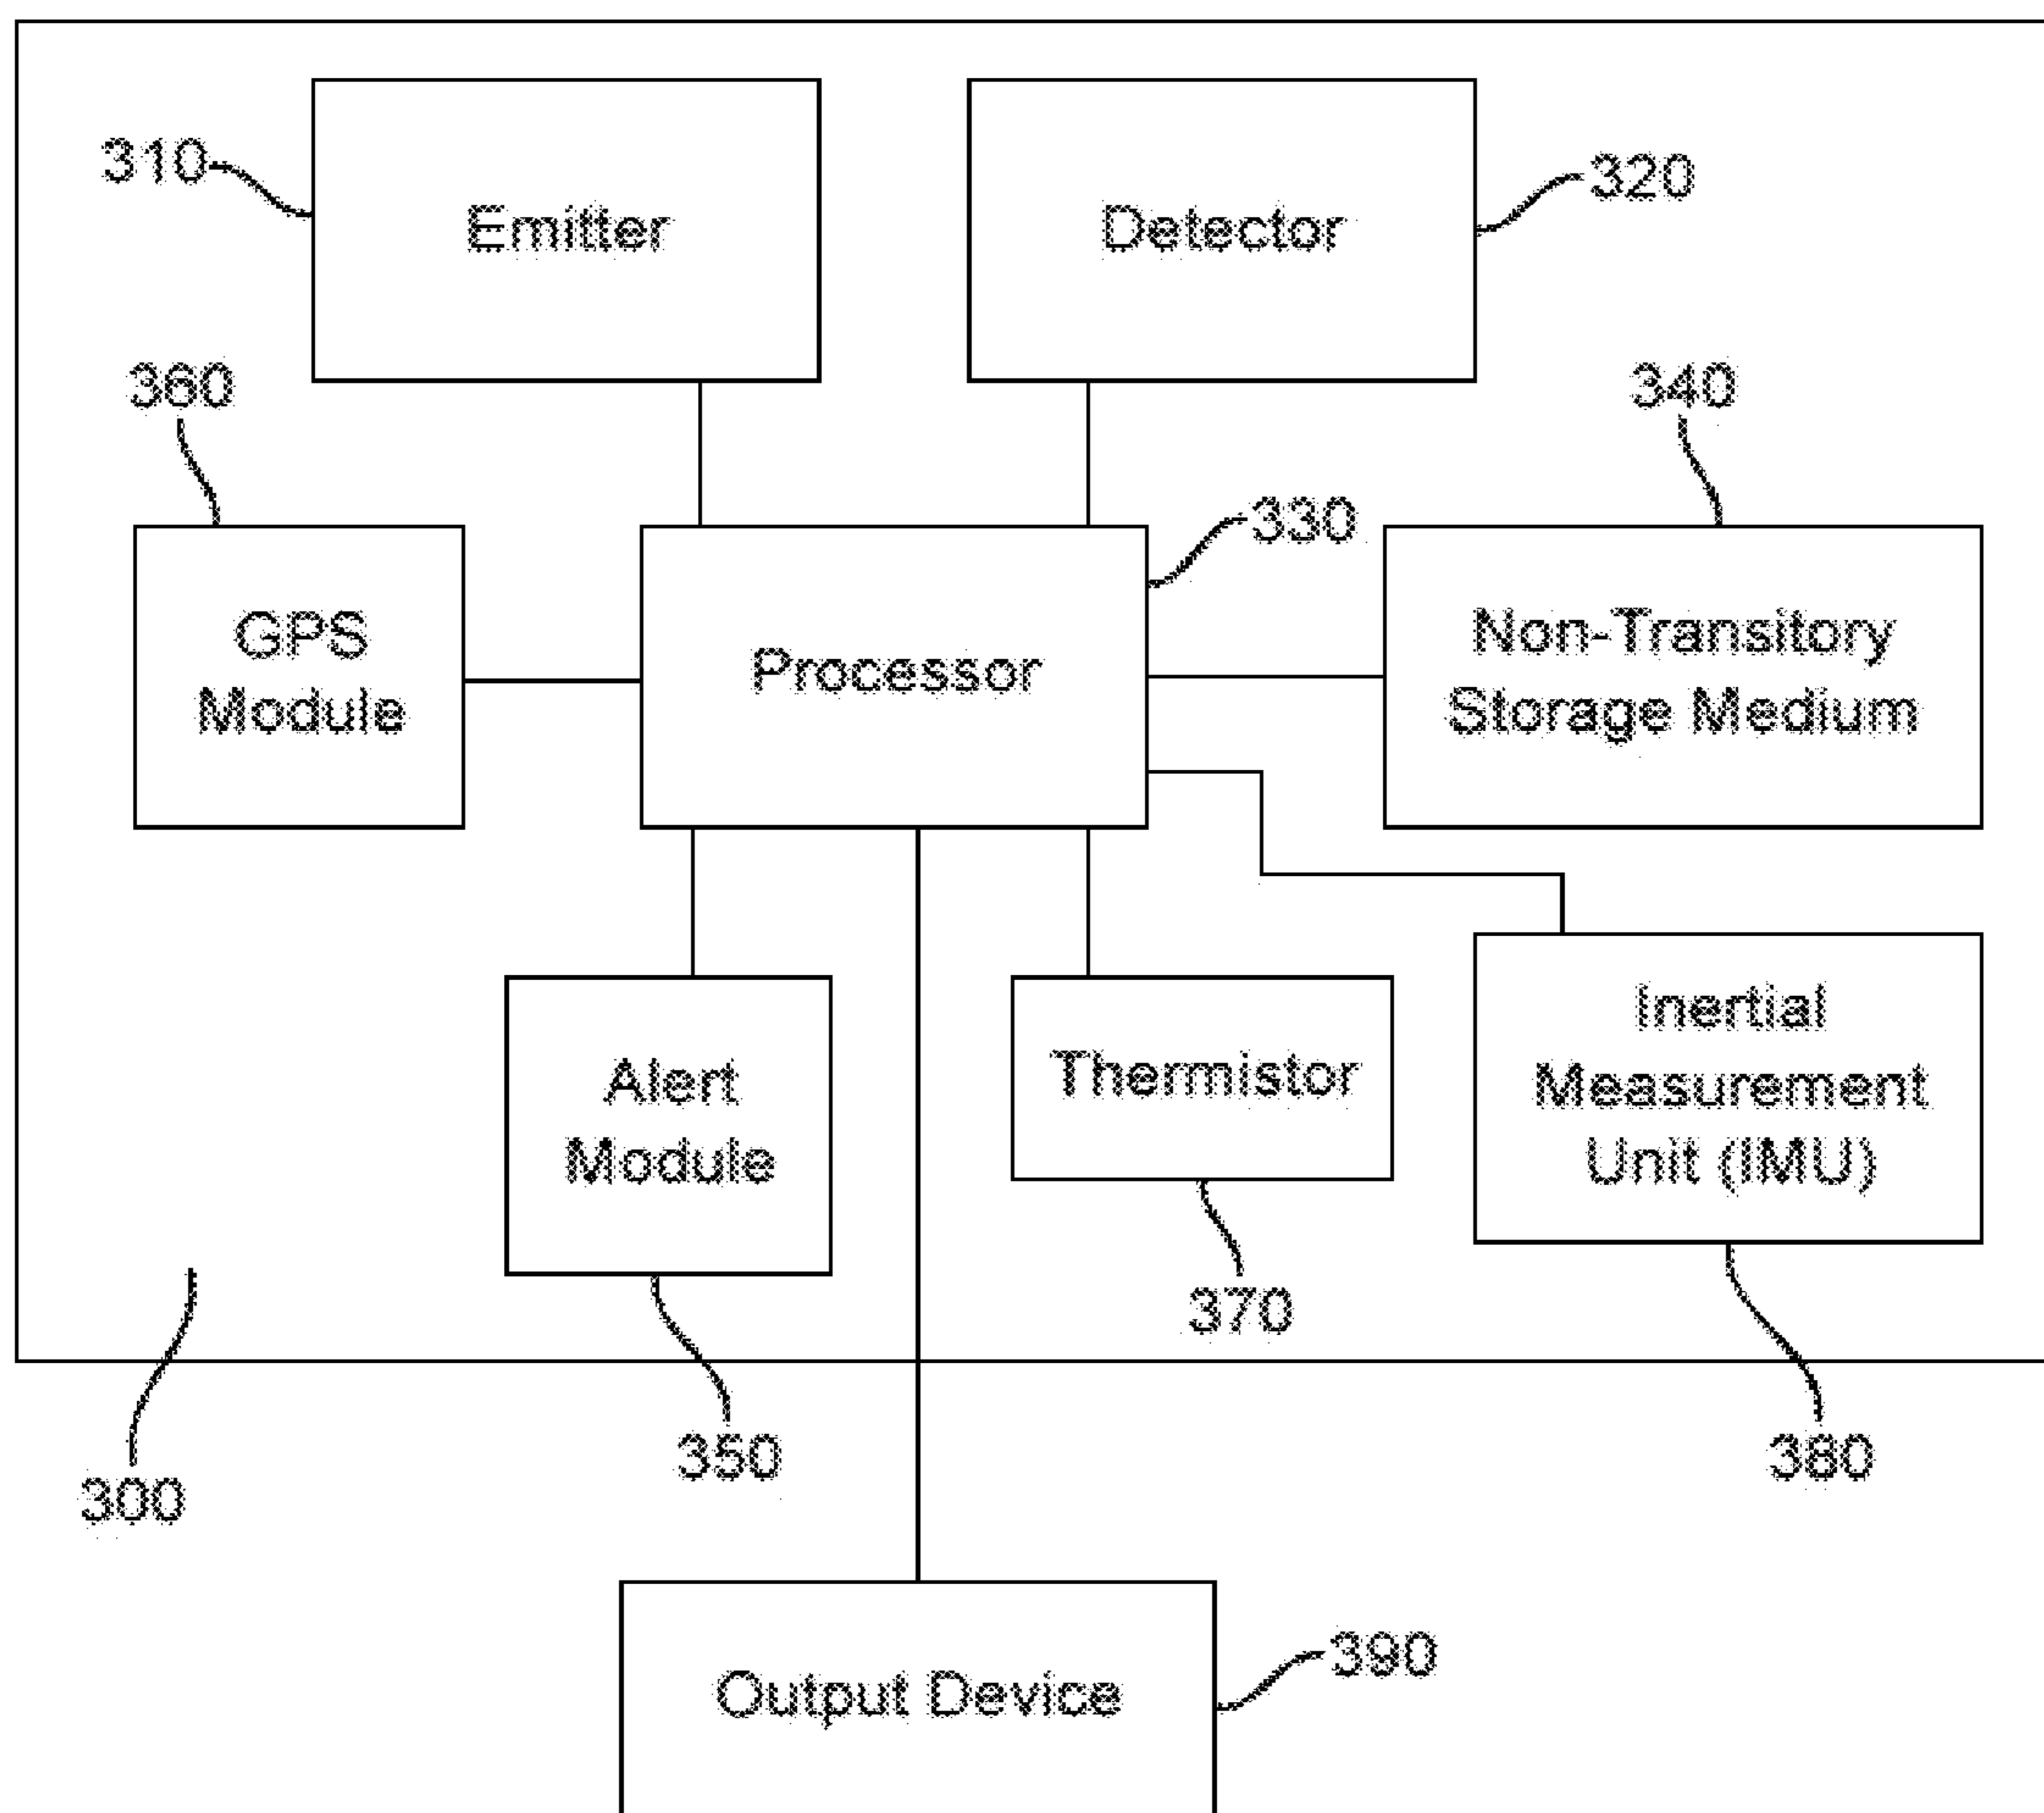 310
Emitter
Detector
320
360
340
330
GPS
Module
Processor
Non-Transitory
Storage Medium
Alert
Module
Thermistor
Inertial
Measurement
Unit (IMU)
370
350
380
300
390
Output Device